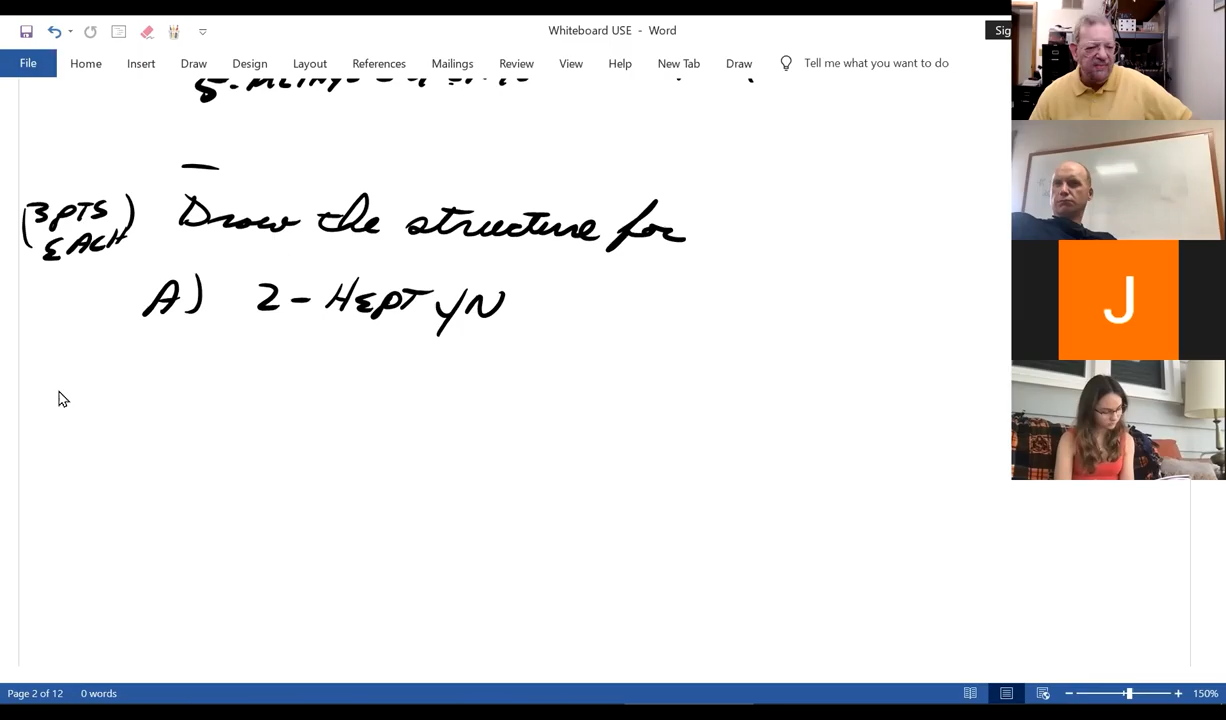 Whiteboard USE - Word
Sig
File Home Insert Draw Design Layout References Mailings Review View Help New Tab Draw Tell me what you want to do
(3 PTS EACH) Draw the structure for
A) 2-HEPTYN
J
Page 2 of 12 0 words 150%